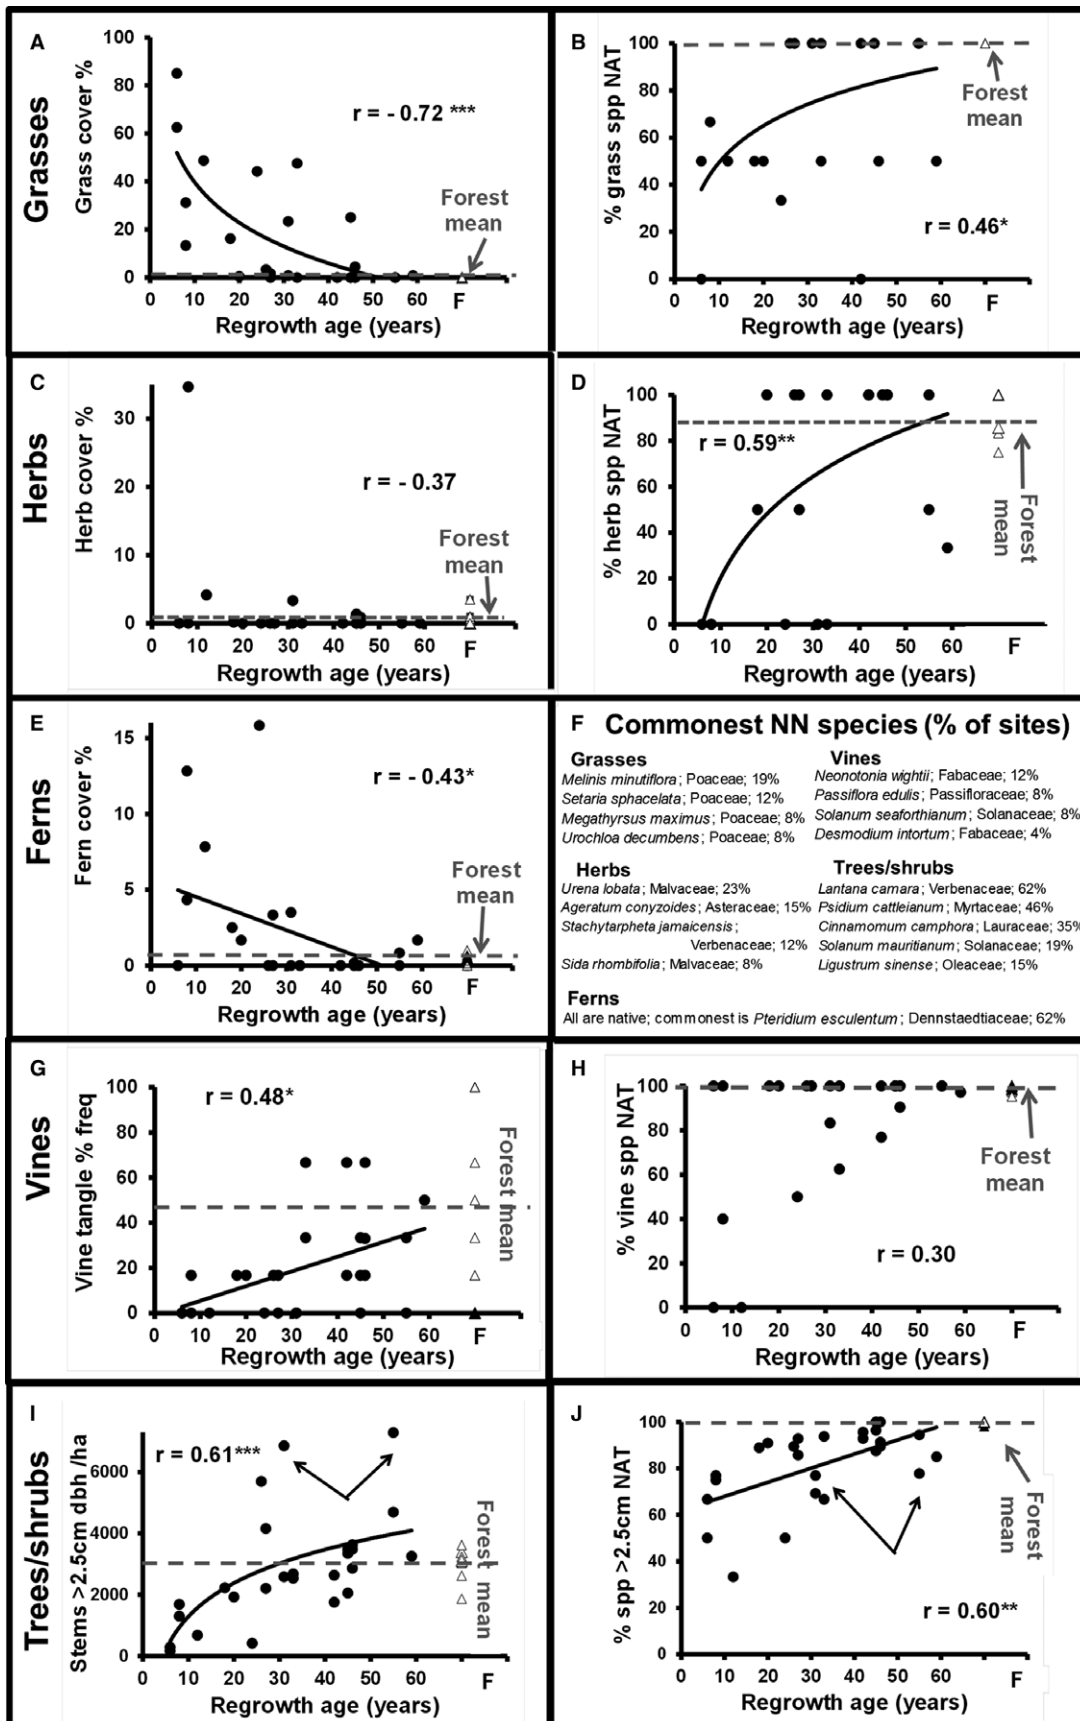 Grasses
A
Grass cover %
100
80
60
40
20
0
r = - 0.72 ***
Forest
mean
0 10 20 30 40 50 60 F
Regrowth age (years)
B
% grass spp NAT
100
80
60
40
20
0
Forest
mean
r = 0.46*
0 10 20 30 40 50 60 F
Regrowth age (years)
Herbs
C
Herb cover %
30
20
10
0
r = - 0.37
Forest
mean
0 10 20 30 40 50 60 F
Regrowth age (years)
D
% herb spp NAT
100
80
60
40
20
0
r = 0.59**
Forest
mean
0 10 20 30 40 50 60 F
Regrowth age (years)
Ferns
E
Fern cover %
15
10
5
0
r = - 0.43*
Forest
mean
0 10 20 30 40 50 60 F
Regrowth age (years)
F Commonest NN species (% of sites)
Grasses
Melinis minutiflora; Poaceae; 19%
Setaria sphacelata; Poaceae; 12%
Megathyrsus maximus; Poaceae; 8%
Urochloa decumbens; Poaceae; 8%
Vines
Neonotonia wightii; Fabaceae; 12%
Passiflora edulis; Passifloraceae; 8%
Solanum seaforthianum; Solanaceae; 8%
Desmodium intortum; Fabaceae; 4%
Herbs
Urena lobata; Malvaceae; 23%
Ageratum conyzoides; Asteraceae; 15%
Stachytarpheta jamaicensis;
Verbenaceae; 12%
Sida rhombifolia; Malvaceae; 8%
Trees/shrubs
Lantana camara; Verbenaceae; 62%
Psidium cattleianum; Myrtaceae; 46%
Cinnamomum camphora; Lauraceae; 35%
Solanum mauritianum; Solanaceae; 19%
Ligustrum sinense; Oleaceae; 15%
Ferns
All are native; commonest is Pteridium esculentum; Dennstaedtiaceae; 62%
Vines
G
Vine tangle % freq
100
80
60
40
20
0
r = 0.48*
Forest mean
0 10 20 30 40 50 60 F
Regrowth age (years)
H
% vine spp NAT
100
80
60
40
20
0
Forest
mean
r = 0.30
0 10 20 30 40 50 60 F
Regrowth age (years)
Trees/shrubs
I
Stems >2.5cm dbh /ha
6000
4000
2000
0
r = 0.61***
Forest mean
0 10 20 30 40 50 60 F
Regrowth age (years)
J
% spp >2.5cm NAT
100
80
60
40
20
0
Forest
mean
r = 0.60**
0 10 20 30 40 50 60 F
Regrowth age (years)